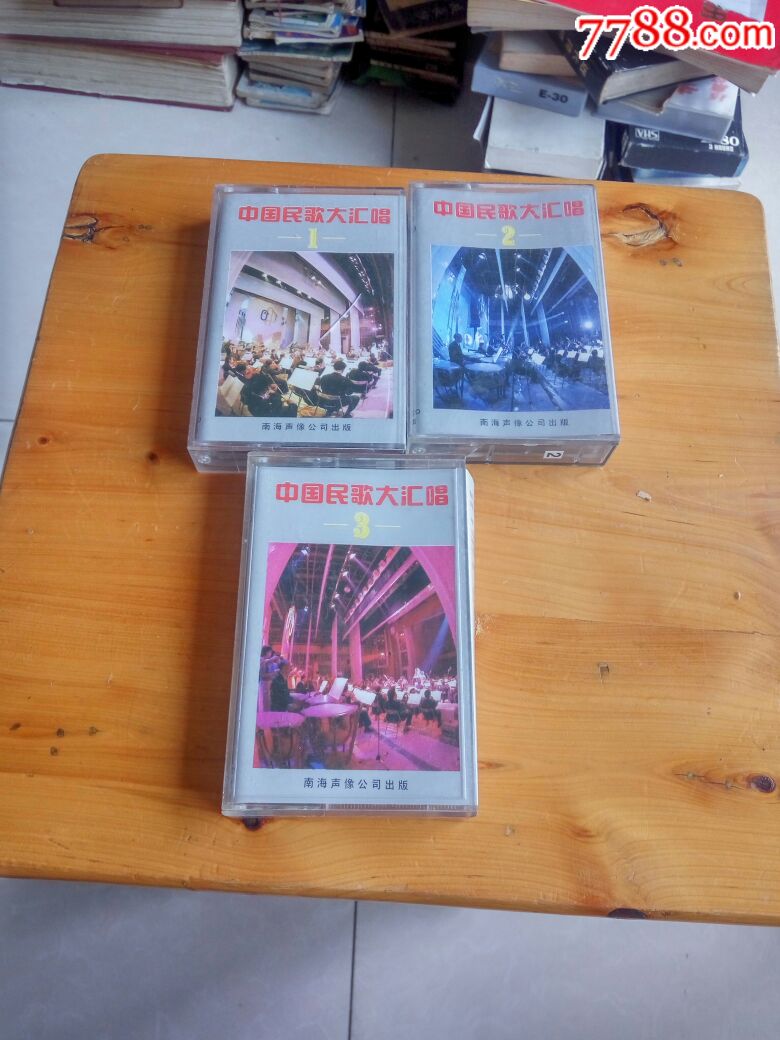 7788.com
E-30
VHS
中国民歌大汇唱
1
南海声像公司出版
中国民歌大汇唱
2
南海声像公司出版
2
中国民歌大汇唱
3
南海声像公司出版